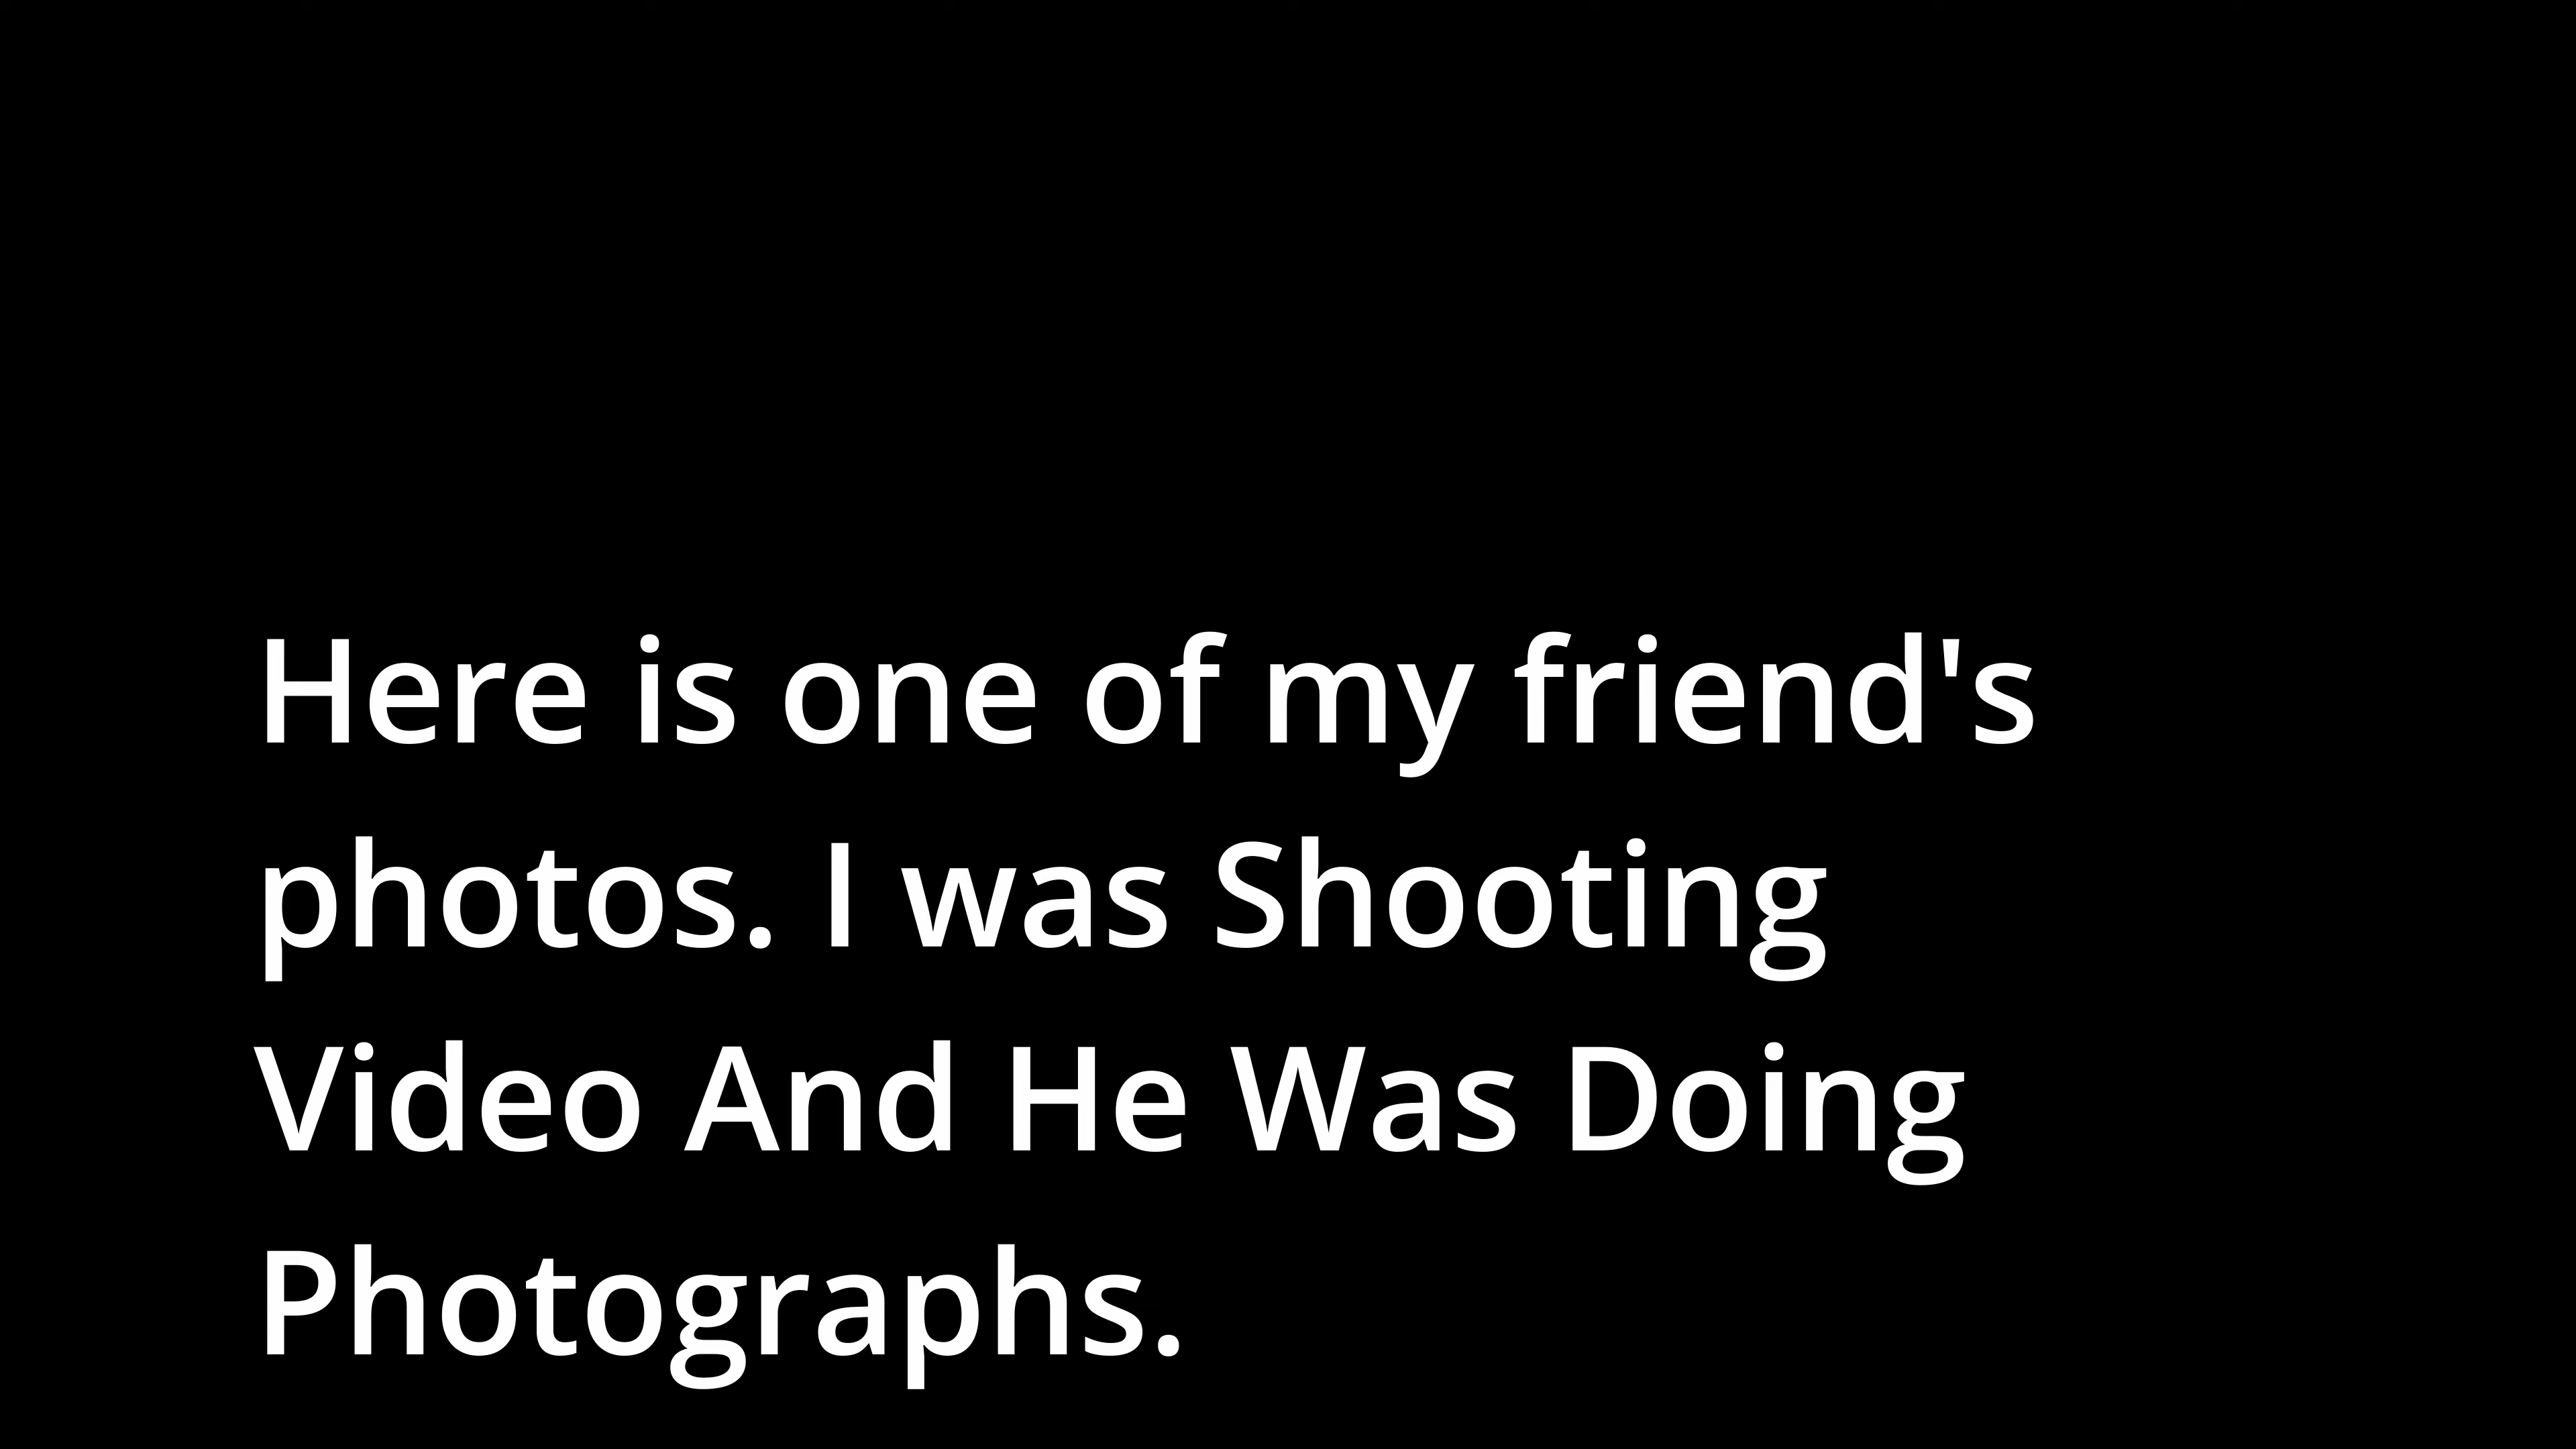 Here is one of my friend's
photos. I was Shooting
Video And He Was Doing
Photographs.